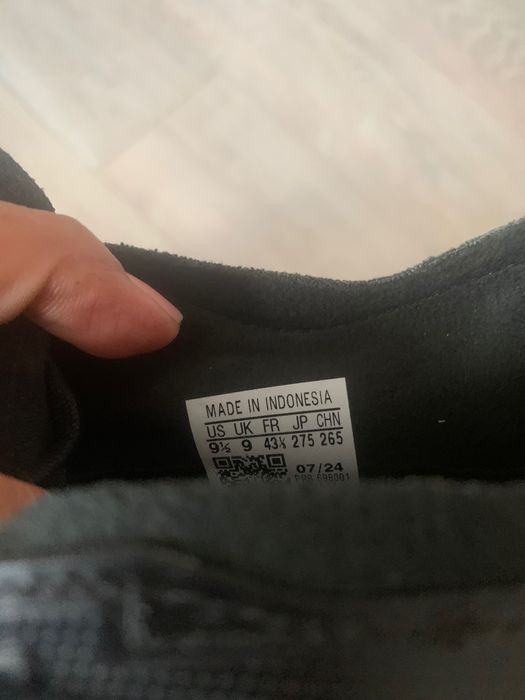 MADE IN INDONESIA
US UK FR JP CHN
9½ 9 43⅓ 275 265
07/24